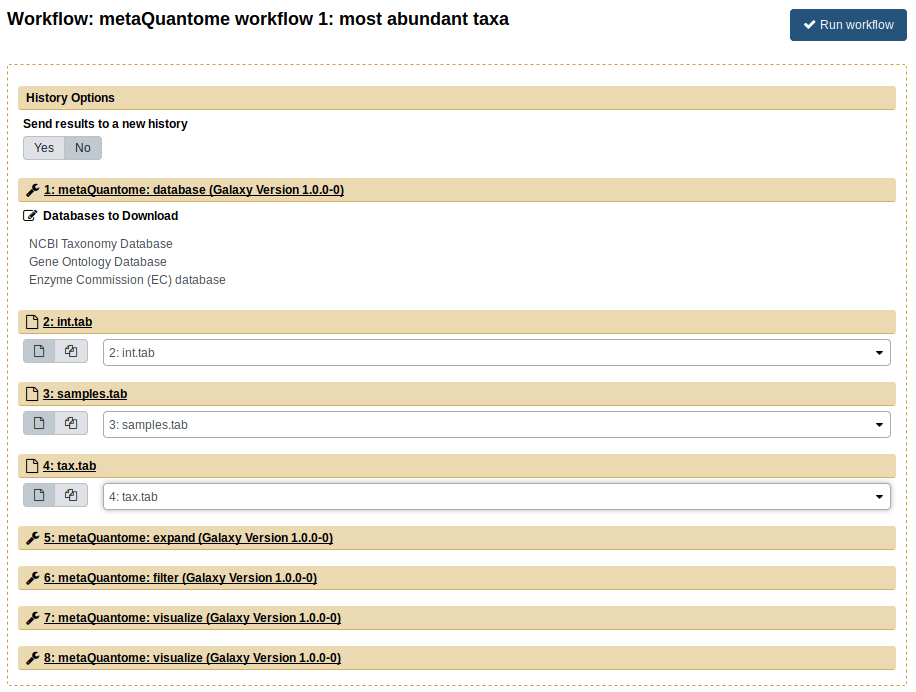 Workflow: metaQuantome workflow 1: most abundant taxa
Run workflow
History Options
Send results to a new history
Yes No
1: metaQuantome: database (Galaxy Version 1.0.0-0)
Databases to Download
NCBI Taxonomy Database
Gene Ontology Database
Enzyme Commission (EC) database
2: int.tab
2: int.tab
3: samples.tab
3: samples.tab
4: tax.tab
4: tax.tab
5: metaQuantome: expand (Galaxy Version 1.0.0-0)
6: metaQuantome: filter (Galaxy Version 1.0.0-0)
7: metaQuantome: visualize (Galaxy Version 1.0.0-0)
8: metaQuantome: visualize (Galaxy Version 1.0.0-0)